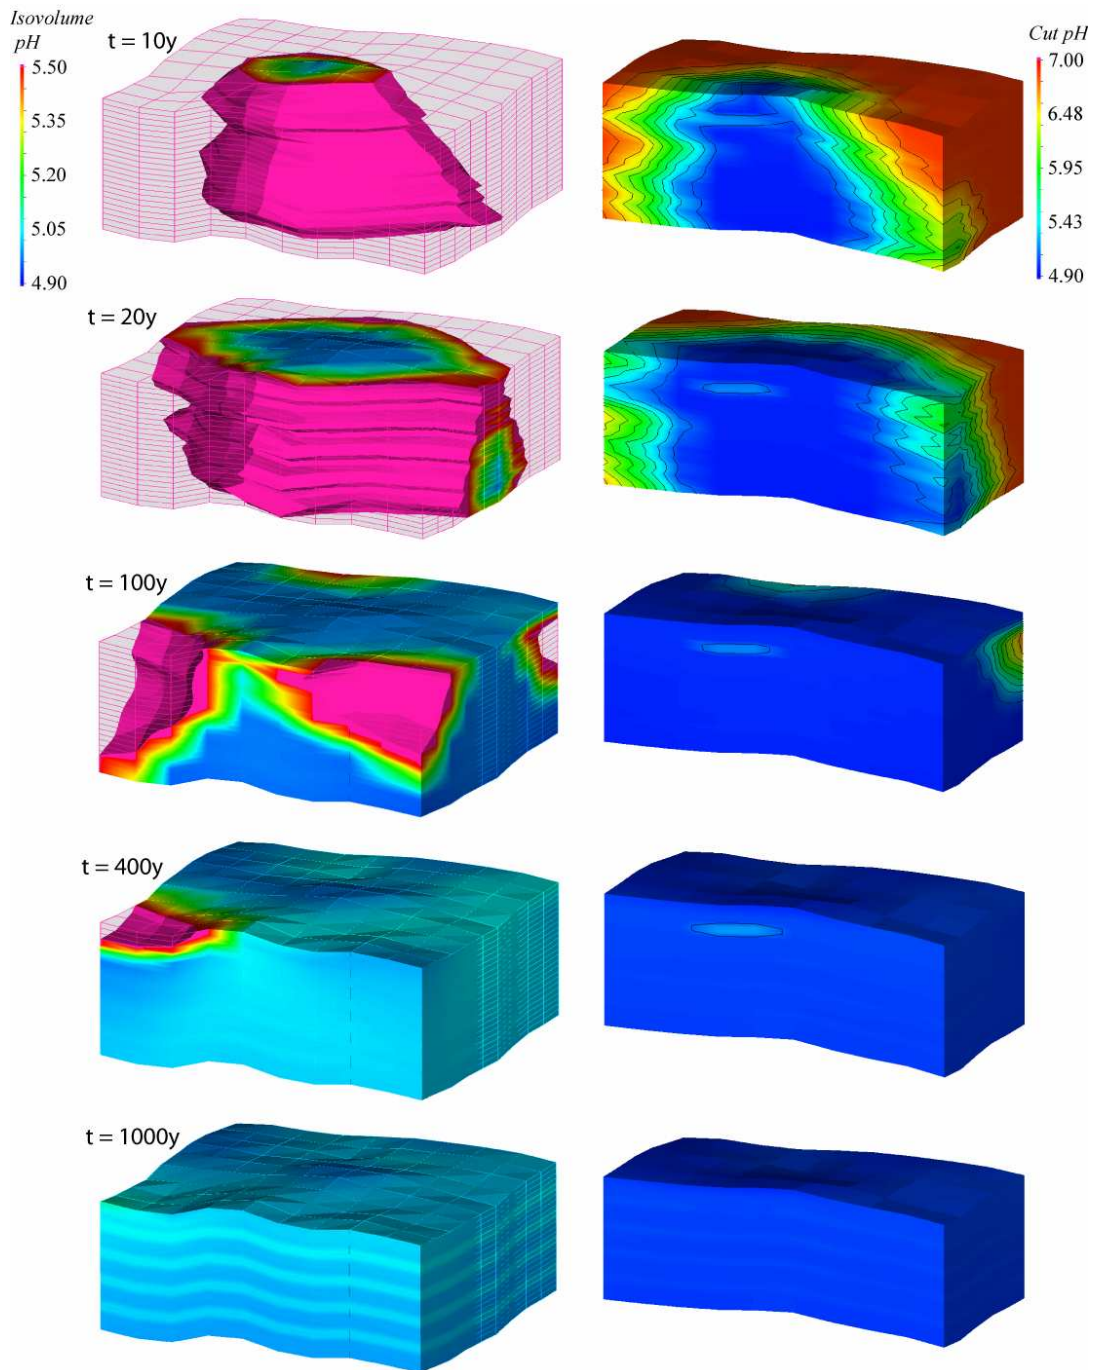 Isovolume
pH
5.50
5.35
5.20
5.05
4.90
t = 10y
Cut pH
7.00
6.48
5.95
5.43
4.90
t = 20y
t = 100y
t = 400y
t = 1000y